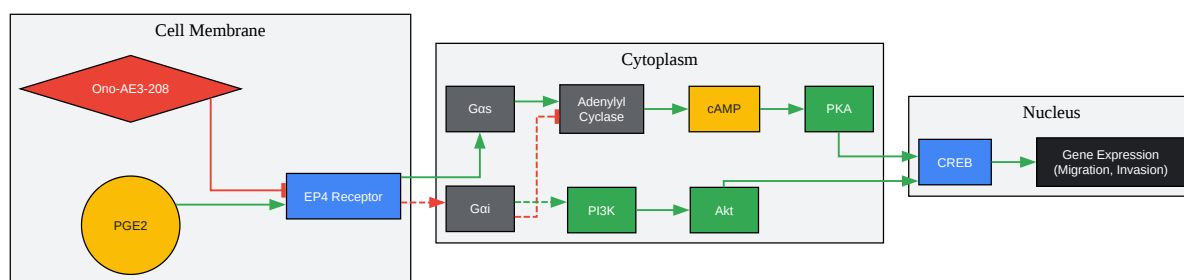 Cell Membrane
Ono-AE3-208
PGE2
EP4 Receptor
Cytoplasm
Gαs
Adenylyl
Cyclase
cAMP
PKA
Gαi
PI3K
Akt
Nucleus
CREB
Gene Expression
(Migration, Invasion)